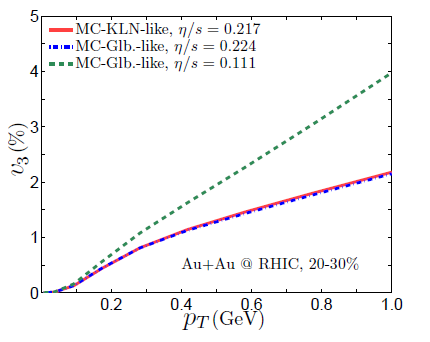 5
MC-KLN-like, η/s = 0.217
MC-Glb.-like, η/s = 0.224
MC-Glb.-like, η/s = 0.111
4
3
v₃(%)
2
1
Au+Au @ RHIC, 20-30%
0
0.2 0.4 0.6 0.8 1.0
p_T(GeV)